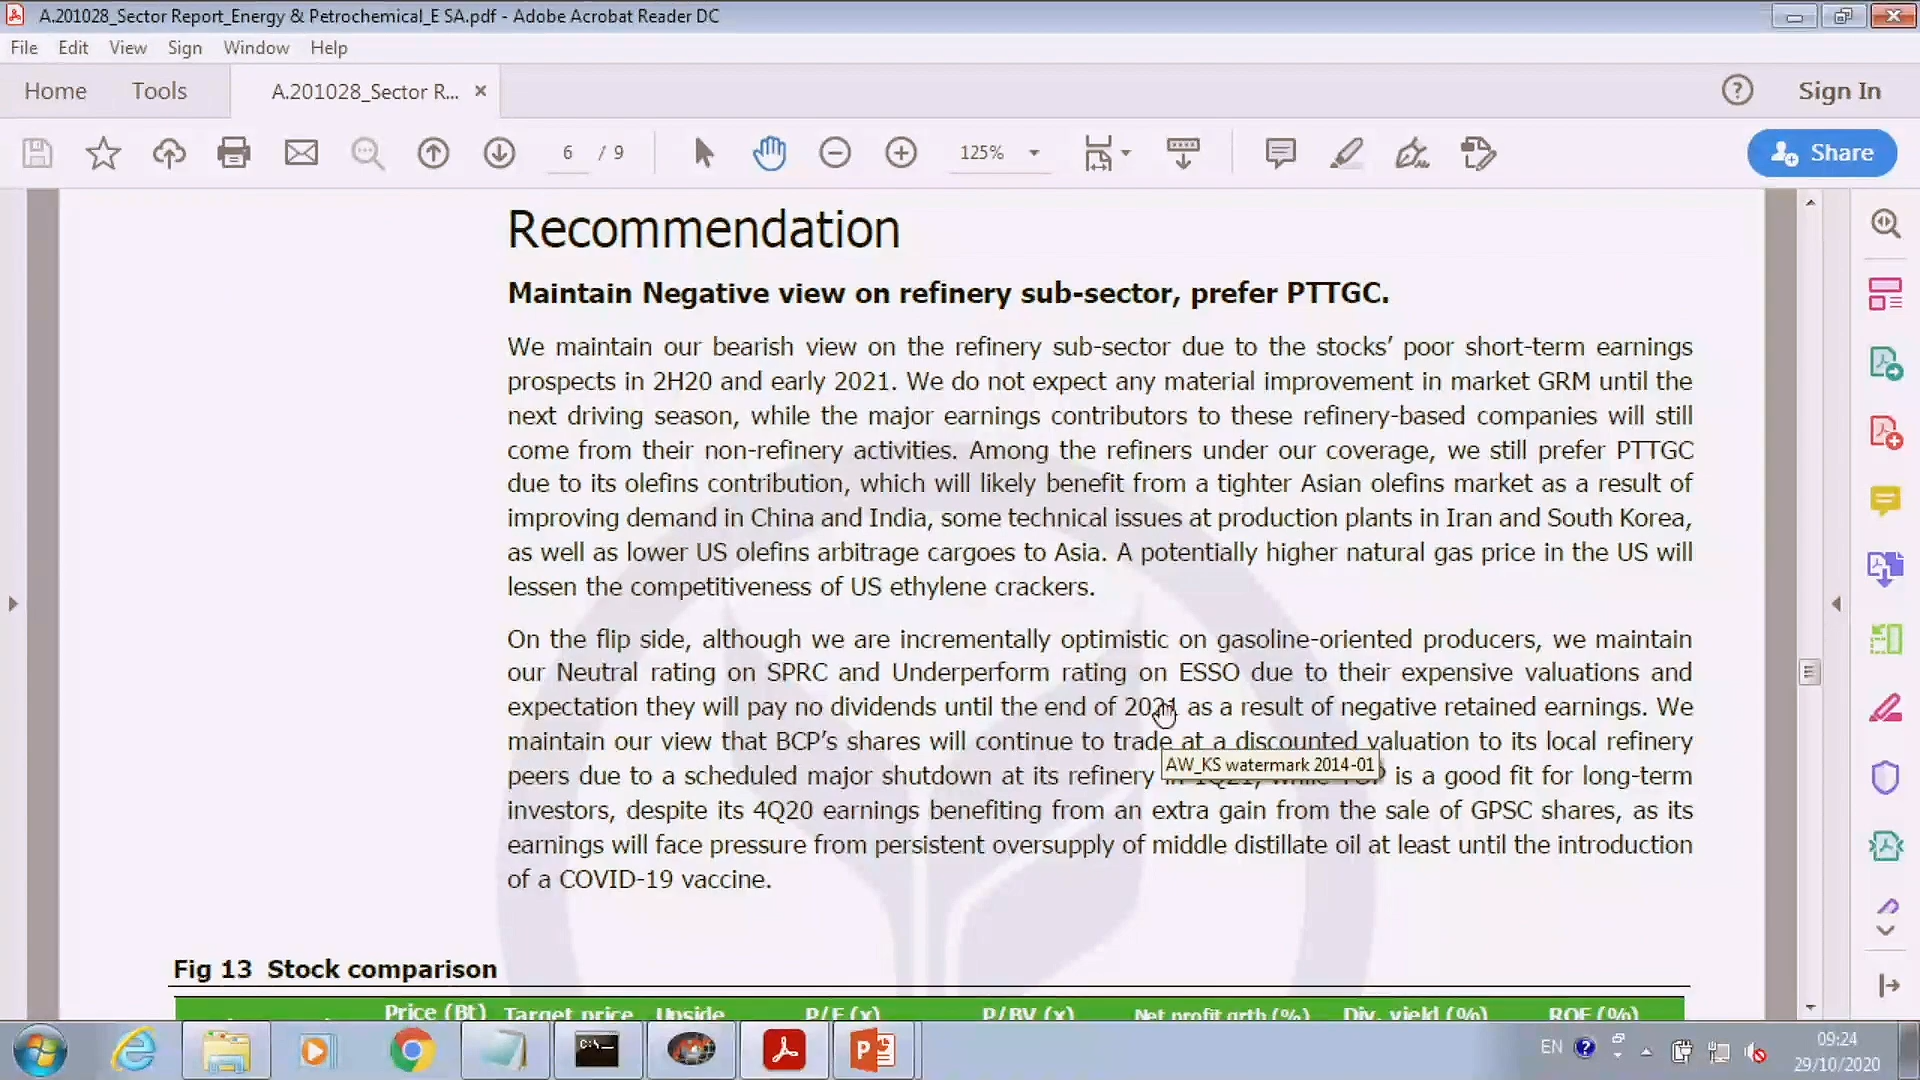 A.201028_Sector Report_Energy & Petrochemical_E SA.pdf - Adobe Acrobat Reader DC
File Edit View Sign Window Help
Home Tools A.201028_Sector R... × Sign In
6 / 9 125% Share
Recommendation
Maintain Negative view on refinery sub-sector, prefer PTTGC.
We maintain our bearish view on the refinery sub-sector due to the stocks’ poor short-term earnings
prospects in 2H20 and early 2021. We do not expect any material improvement in market GRM until the
next driving season, while the major earnings contributors to these refinery-based companies will still
come from their non-refinery activities. Among the refiners under our coverage, we still prefer PTTGC
due to its olefins contribution, which will likely benefit from a tighter Asian olefins market as a result of
improving demand in China and India, some technical issues at production plants in Iran and South Korea,
as well as lower US olefins arbitrage cargoes to Asia. A potentially higher natural gas price in the US will
lessen the competitiveness of US ethylene crackers.
On the flip side, although we are incrementally optimistic on gasoline-oriented producers, we maintain
our Neutral rating on SPRC and Underperform rating on ESSO due to their expensive valuations and
expectation they will pay no dividends until the end of 2021 as a result of negative retained earnings. We
maintain our view that BCP’s shares will continue to trade at a discounted valuation to its local refinery
AW_KS watermark 2014-01
peers due to a scheduled major shutdown at its refinery is a good fit for long-term
investors, despite its 4Q20 earnings benefiting from an extra gain from the sale of GPSC shares, as its
earnings will face pressure from persistent oversupply of middle distillate oil at least until the introduction
of a COVID-19 vaccine.
Fig 13 Stock comparison
Price (Bt) Target price Upside P/E (x) P/BV (x) Net profit grth (%) Div. yield (%) ROE (%)
EN 09:24
29/10/2020